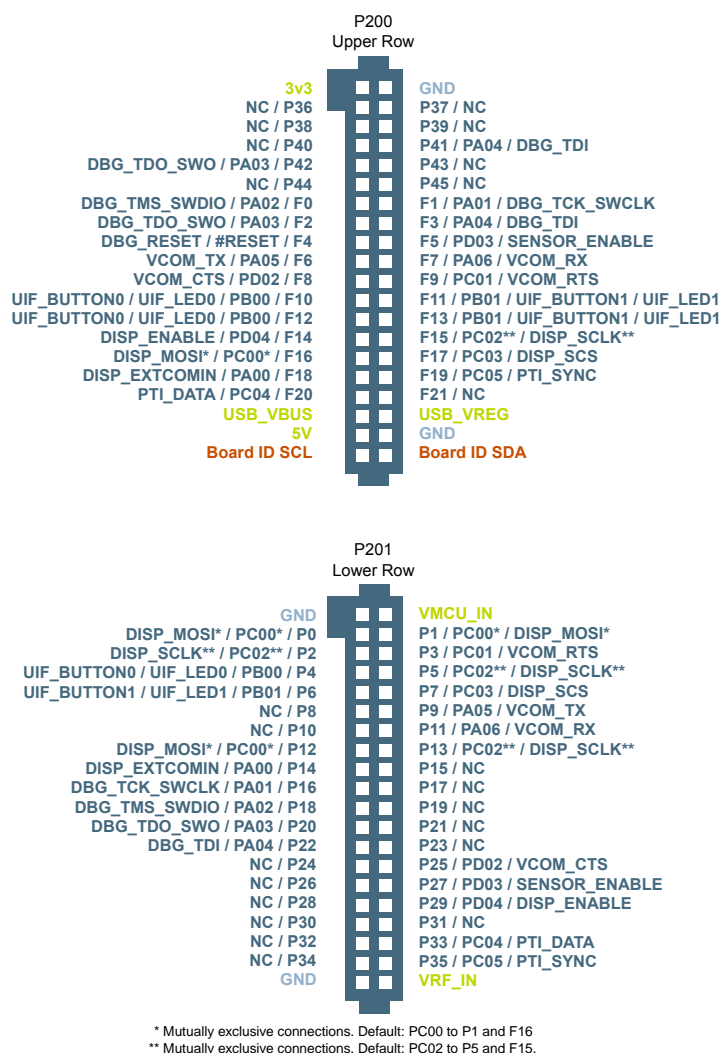 P200
Upper Row
3v3 GND
NC / P36 P37 / NC
NC / P38 P39 / NC
NC / P40 P41 / PA04 / DBG_TDI
DBG_TDO_SWO / PA03 / P42 P43 / NC
NC / P44 P45 / NC
DBG_TMS_SWDIO / PA02 / F0 F1 / PA01 / DBG_TCK_SWCLK
DBG_TDO_SWO / PA03 / F2 F3 / PA04 / DBG_TDI
DBG_RESET / #RESET / F4 F5 / PD03 / SENSOR_ENABLE
VCOM_TX / PA05 / F6 F7 / PA06 / VCOM_RX
VCOM_CTS / PD02 / F8 F9 / PC01 / VCOM_RTS
UIF_BUTTON0 / UIF_LED0 / PB00 / F10 F11 / PB01 / UIF_BUTTON1 / UIF_LED1
UIF_BUTTON0 / UIF_LED0 / PB00 / F12 F13 / PB01 / UIF_BUTTON1 / UIF_LED1
DISP_ENABLE / PD04 / F14 F15 / PC02** / DISP_SCLK**
DISP_MOSI* / PC00* / F16 F17 / PC03 / DISP_SCS
DISP_EXTCOMIN / PA00 / F18 F19 / PC05 / PTI_SYNC
PTI_DATA / PC04 / F20 F21 / NC
USB_VBUS USB_VREG
5V GND
Board ID SCL Board ID SDA
P201
Lower Row
GND VMCU_IN
DISP_MOSI* / PC00* / P0 P1 / PC00* / DISP_MOSI*
DISP_SCLK** / PC02** / P2 P3 / PC01 / VCOM_RTS
UIF_BUTTON0 / UIF_LED0 / PB00 / P4 P5 / PC02** / DISP_SCLK**
UIF_BUTTON1 / UIF_LED1 / PB01 / P6 P7 / PC03 / DISP_SCS
NC / P8 P9 / PA05 / VCOM_TX
NC / P10 P11 / PA06 / VCOM_RX
DISP_MOSI* / PC00* / P12 P13 / PC02** / DISP_SCLK**
DISP_EXTCOMIN / PA00 / P14 P15 / NC
DBG_TCK_SWCLK / PA01 / P16 P17 / NC
DBG_TMS_SWDIO / PA02 / P18 P19 / NC
DBG_TDO_SWO / PA03 / P20 P21 / NC
DBG_TDI / PA04 / P22 P23 / NC
NC / P24 P25 / PD02 / VCOM_CTS
NC / P26 P27 / PD03 / SENSOR_ENABLE
NC / P28 P29 / PD04 / DISP_ENABLE
NC / P30 P31 / NC
NC / P32 P33 / PC04 / PTI_DATA
NC / P34 P35 / PC05 / PTI_SYNC
GND VRF_IN
* Mutually exclusive connections. Default: PC00 to P1 and F16
** Mutually exclusive connections. Default: PC02 to P5 and F15.